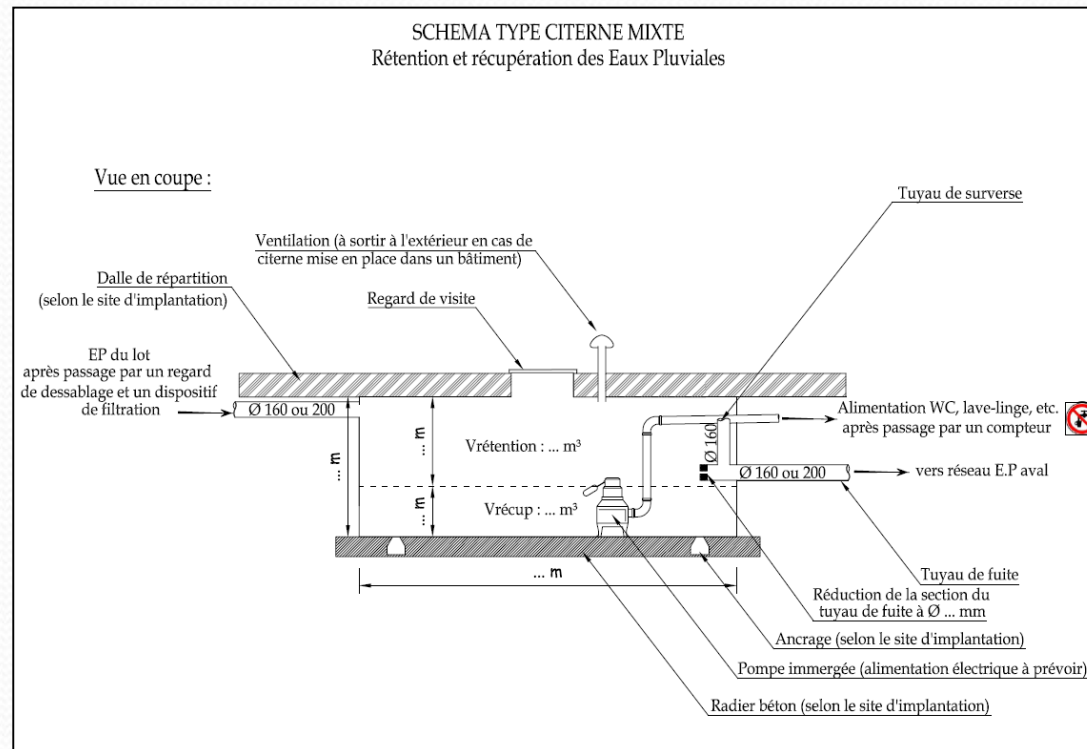 SCHEMA TYPE CITERNE MIXTE
Rétention et récupération des Eaux Pluviales
Vue en coupe :
Tuyau de surverse
Ventilation (à sortir à l'extérieur en cas de
citerne mise en place dans un bâtiment)
Dalle de répartition
(selon le site d'implantation)
Regard de visite
EP du lot
après passage par un regard
de dessablage et un dispositif
de filtration
Ø 160 ou 200
Alimentation WC, lave-linge, etc.
après passage par un compteur
... m
... m
Vrétention : ... m³
Ø 160
Ø 160 ou 200
vers réseau E.P aval
... m
Vrécup : ... m³
... m
Tuyau de fuite
Réduction de la section du
tuyau de fuite à Ø ... mm
Ancrage (selon le site d'implantation)
Pompe immergée (alimentation électrique à prévoir)
Radier béton (selon le site d'implantation)